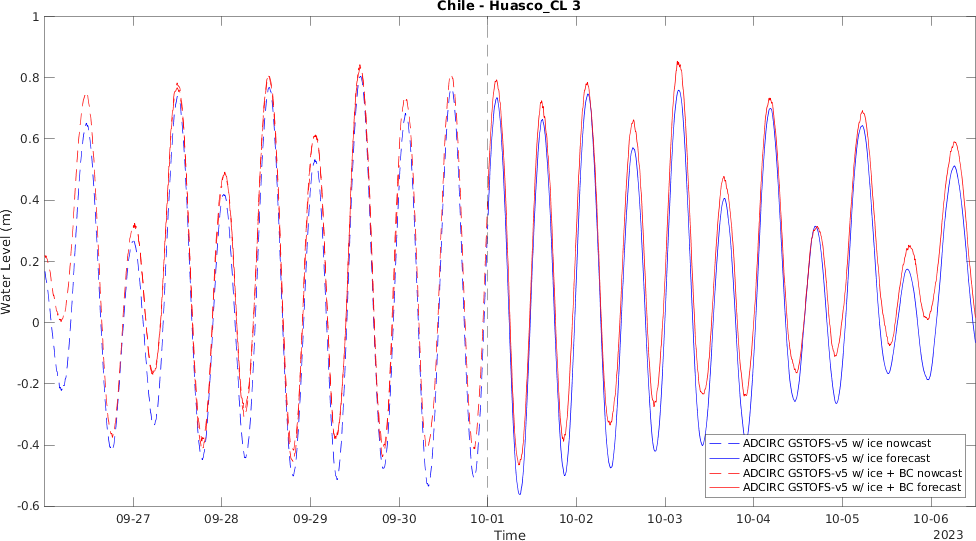 Chile - Huasco_CL 3
Water Level (m)
1
0.8
0.6
0.4
0.2
0
-0.2
-0.4
-0.6
ADCIRC GSTOFS-v5 w/ ice nowcast
ADCIRC GSTOFS-v5 w/ ice forecast
ADCIRC GSTOFS-v5 w/ ice + BC nowcast
ADCIRC GSTOFS-v5 w/ ice + BC forecast
09-27 09-28 09-29 09-30 10-01 10-02 10-03 10-04 10-05 10-06
Time
2023